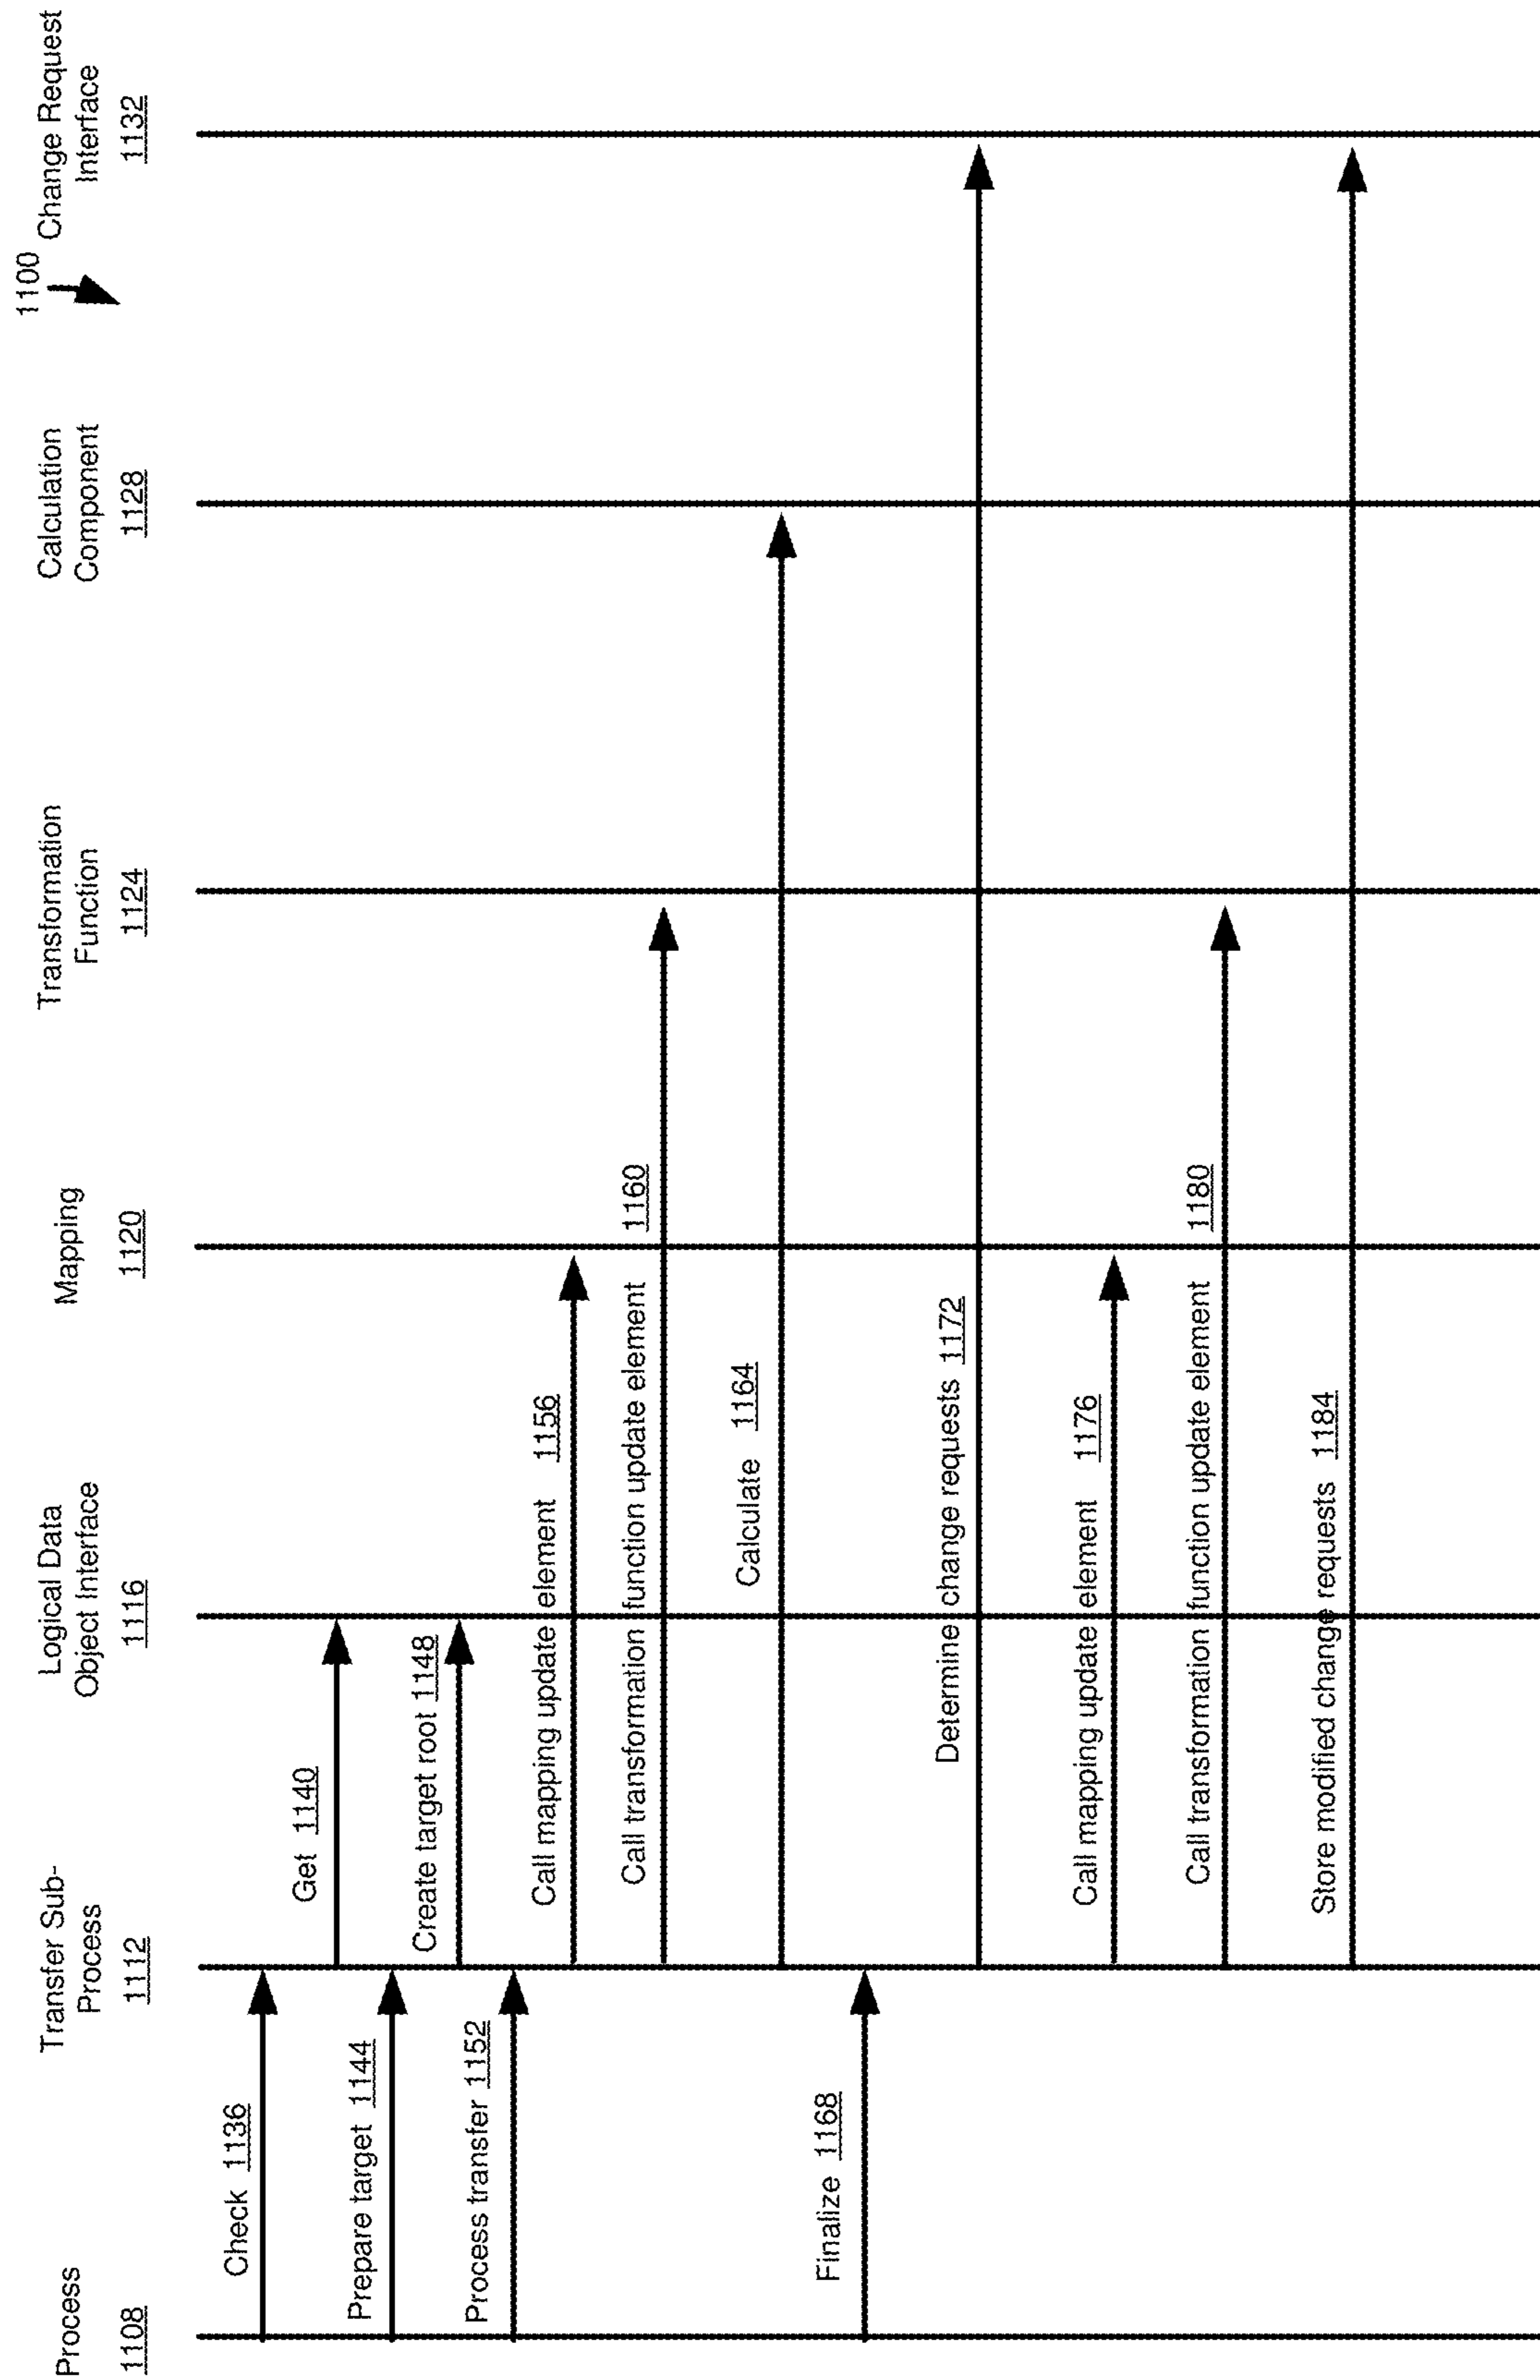 1100
Process
1108
Transfer Sub-
Process
1112
Logical Data
Object Interface
1116
Mapping
1120
Transformation
Function
1124
Calculation
Component
1128
Change Request
Interface
1132
Check 1136
Get 1140
Prepare target 1144
Create target root 1148
Process transfer 1152
Call mapping update element 1156
Call transformation function update element 1160
Calculate 1164
Finalize 1168
Determine change requests 1172
Call mapping update element 1176
Call transformation function update element 1180
Store modified change requests 1184